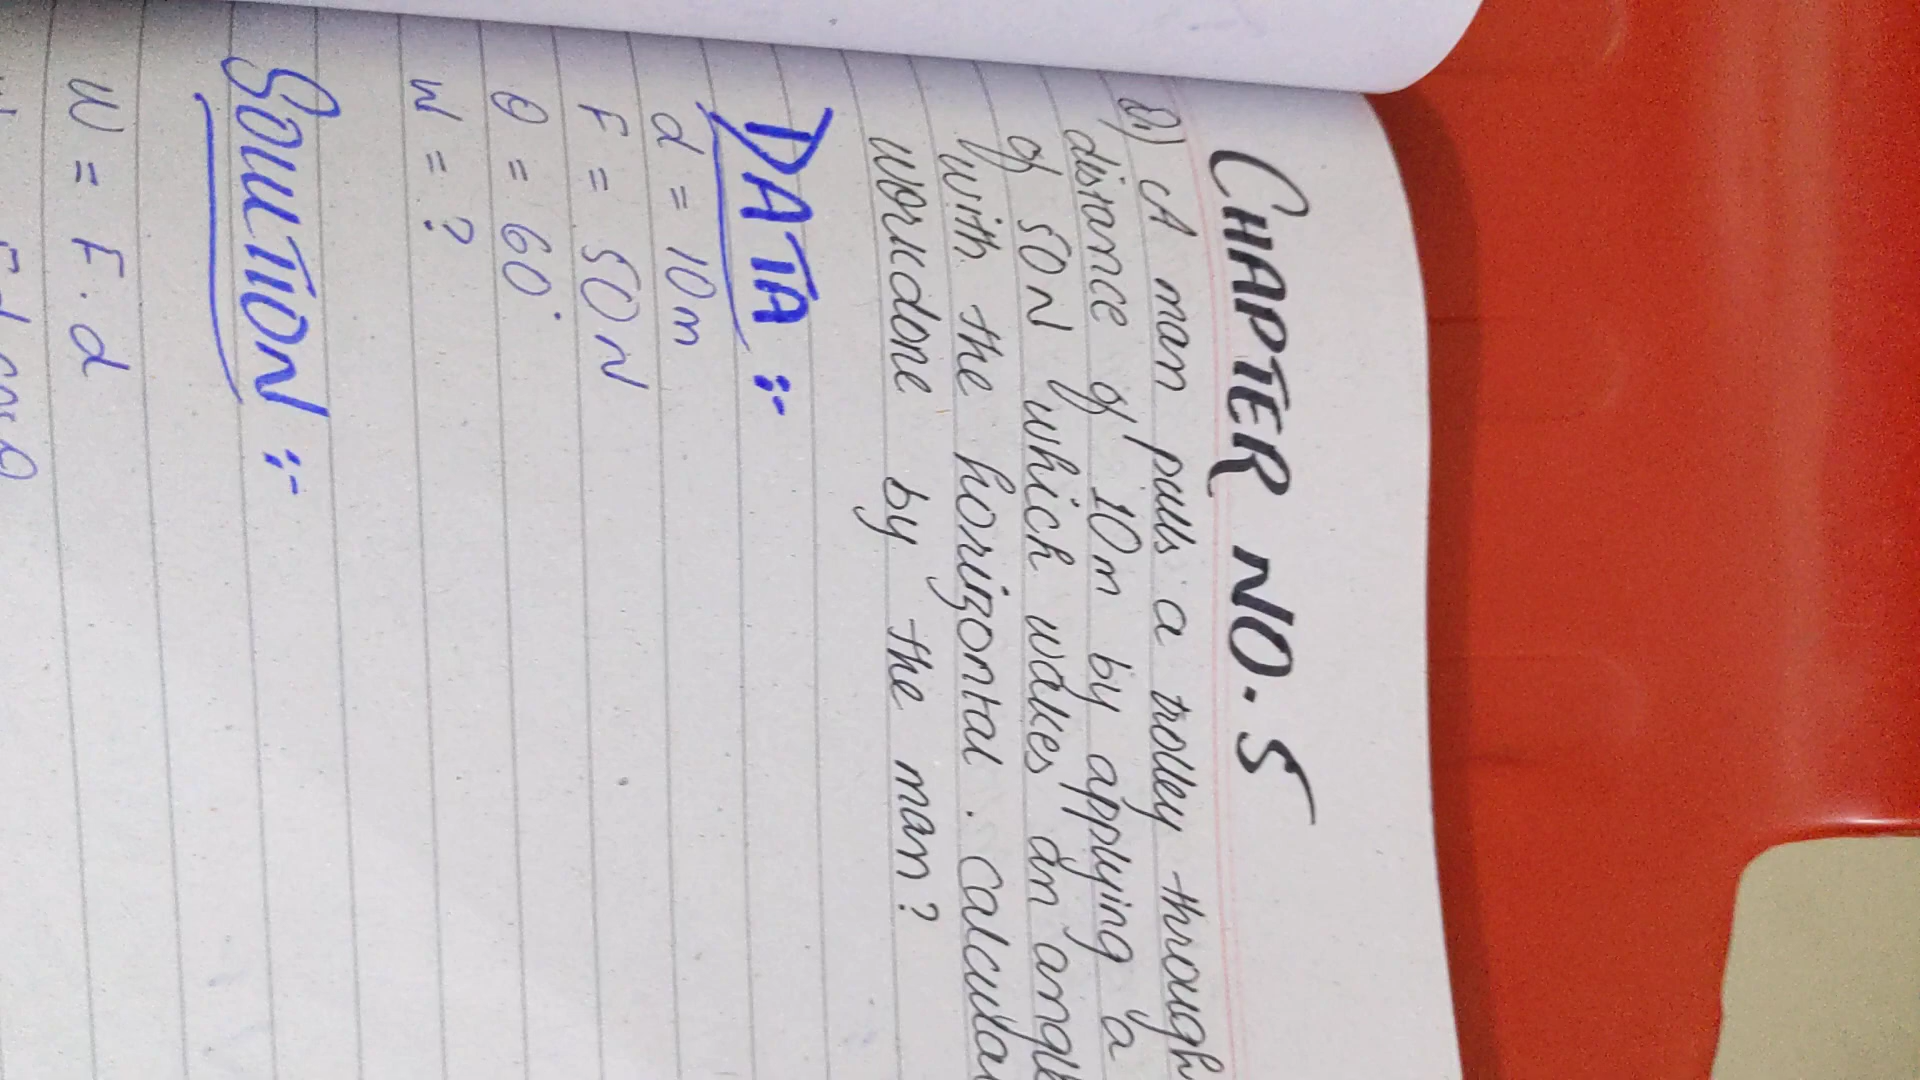 CHAPTER NO. 5
Q1) A man pulls a trolley through
distance of 10m by applying a
of 50N which makes an angle
with the horizontal. Calcula
workdone by the man?
DATA :-
d = 10m
F = 50N
θ = 60°
W = ?
SOLUTION :-
W = F. d